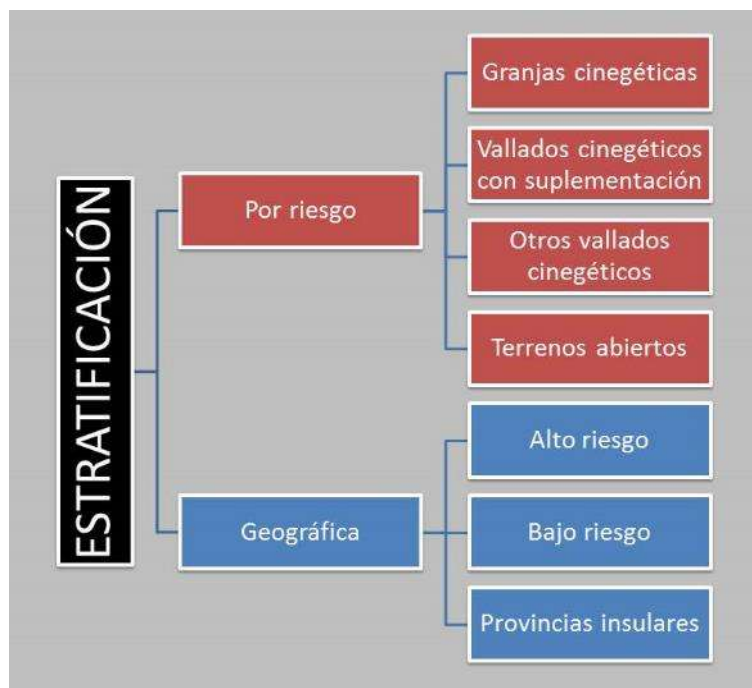 ESTRATIFICACIÓN
Por riesgo
Granjas cinegéticas
Vallados cinegéticos
con suplementación
Otros vallados
cinegéticos
Terrenos abiertos
Geográfica
Alto riesgo
Bajo riesgo
Provincias insulares